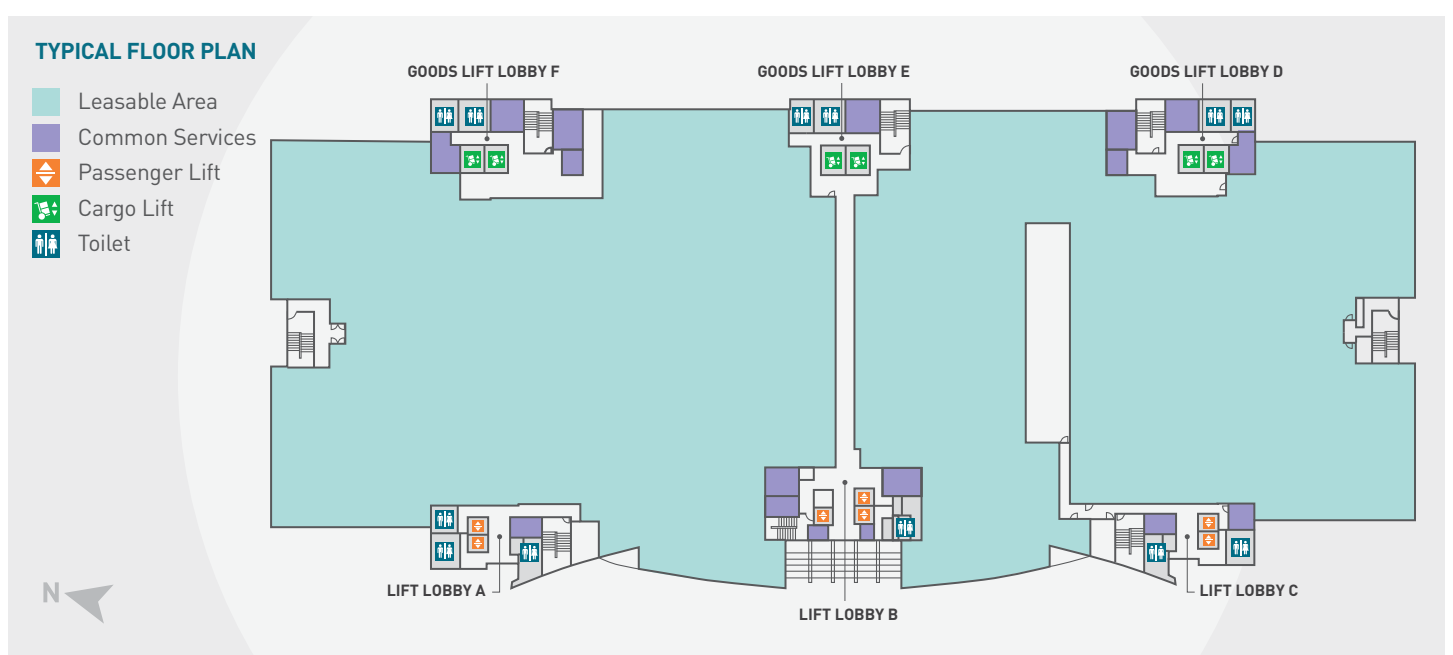 TYPICAL FLOOR PLAN
Leasable Area
Common Services
Passenger Lift
Cargo Lift
Toilet
GOODS LIFT LOBBY F
GOODS LIFT LOBBY E
GOODS LIFT LOBBY D
LIFT LOBBY A
LIFT LOBBY B
LIFT LOBBY C
N